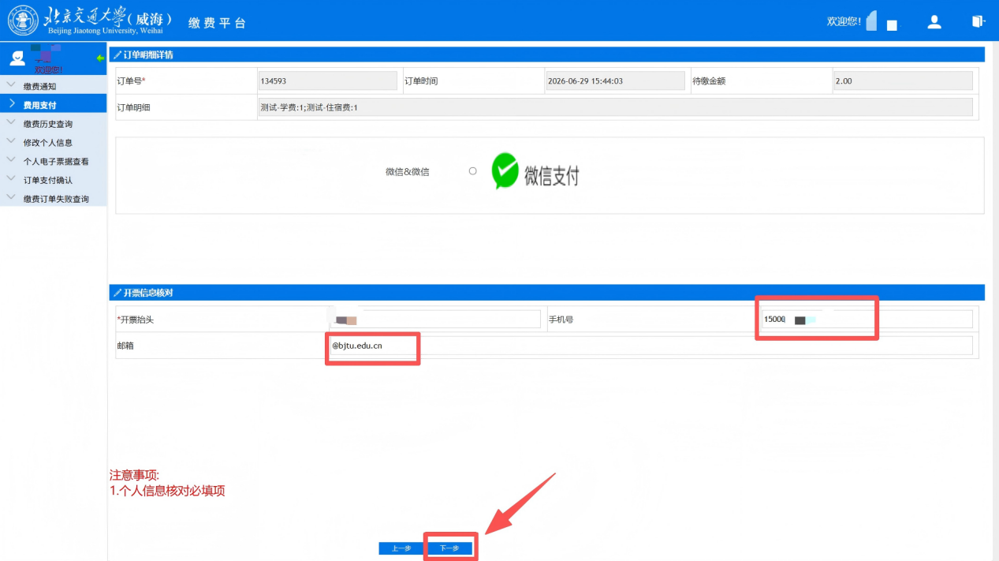 北京交通大学(威海) 缴费平台 欢迎您!
Beijing Jiaotong University, Weihai
欢迎您!
缴费通知
费用支付
缴费历史查询
修改个人信息
个人电子票据查看
订单支付确认
缴费订单失败查询
订单明细详情
订单号* 134593 订单时间 2026-06-29 15:44:03 待缴金额 2.00
订单明细 测试-学费:1;测试-住宿费:1
微信&微信 微信支付
开票信息核对
*开票抬头 手机号 15000
邮箱 @bjtu.edu.cn
注意事项:
1.个人信息核对必填项
上一步 下一步